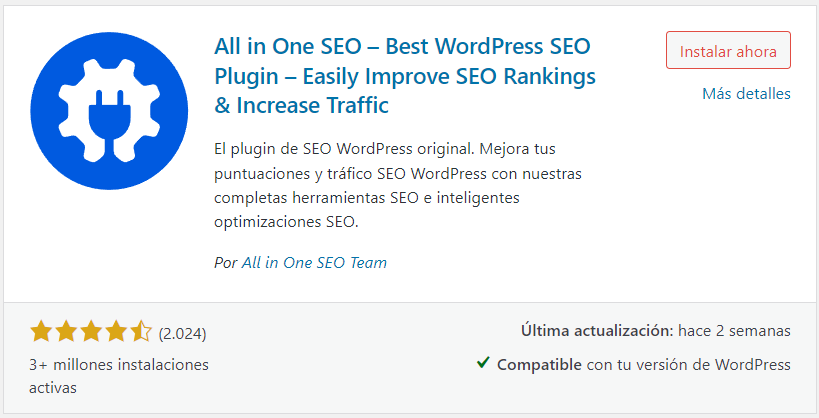 All in One SEO – Best WordPress SEO
Plugin – Easily Improve SEO Rankings
& Increase Traffic
Instalar ahora
Más detalles
El plugin de SEO WordPress original. Mejora tus
puntuaciones y tráfico SEO WordPress con nuestras
completas herramientas SEO e inteligentes
optimizaciones SEO.
Por All in One SEO Team
(2.024)
3+ millones instalaciones
activas
Última actualización: hace 2 semanas
Compatible con tu versión de WordPress